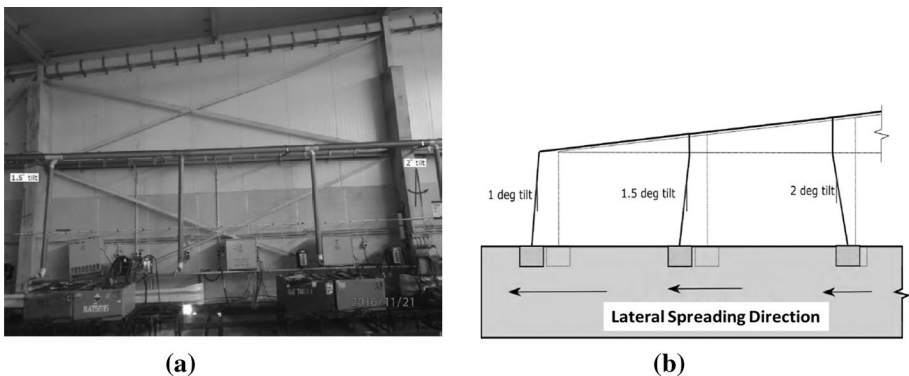 1.5° tilt
2° tilt
2016/11/21
1 deg tilt
1.5 deg tilt
2 deg tilt
Lateral Spreading Direction
(a)
(b)